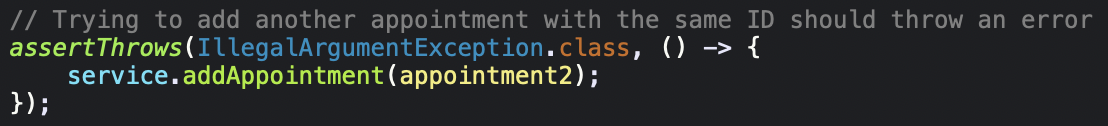 // Trying to add another appointment with the same ID should throw an error
assertThrows(IllegalArgumentException.class, () -> {
    service.addAppointment(appointment2);
});